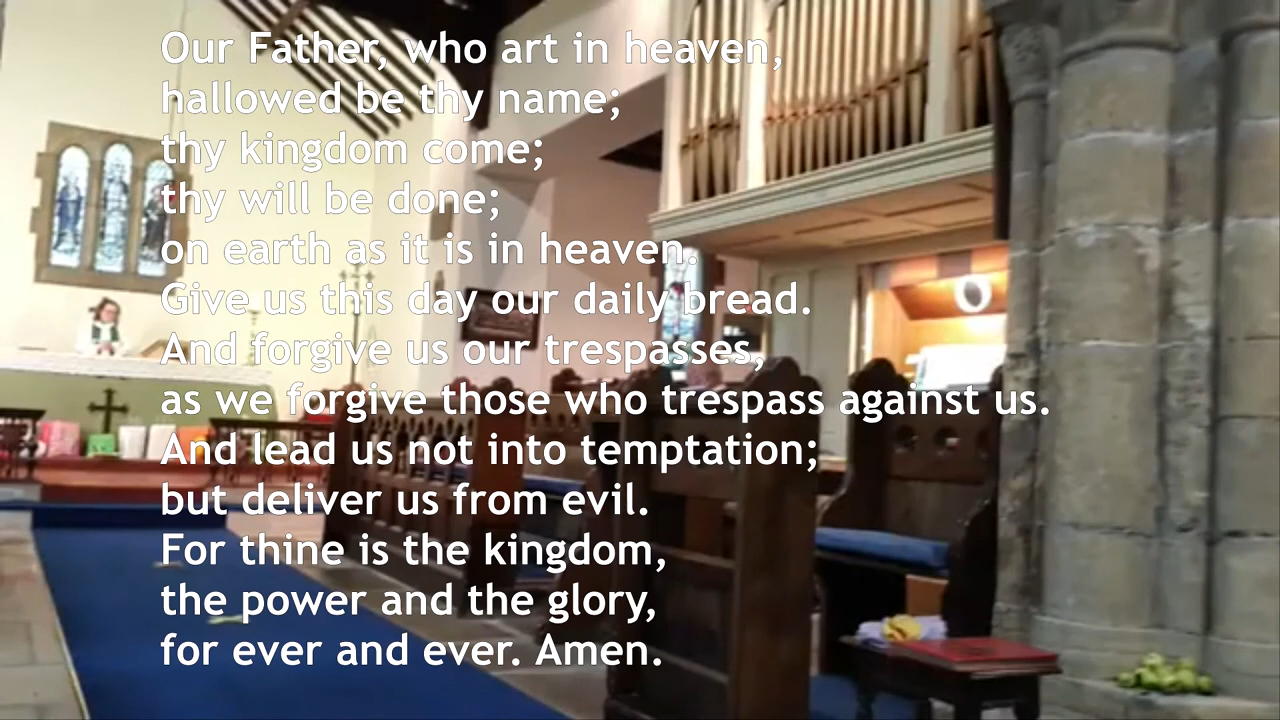 Our Father, who art in heaven,
hallowed be thy name;
thy kingdom come;
thy will be done;
on earth as it is in heaven.
Give us this day our daily bread.
And forgive us our trespasses,
as we forgive those who trespass against us.
And lead us not into temptation;
but deliver us from evil.
For thine is the kingdom,
the power and the glory,
for ever and ever. Amen.